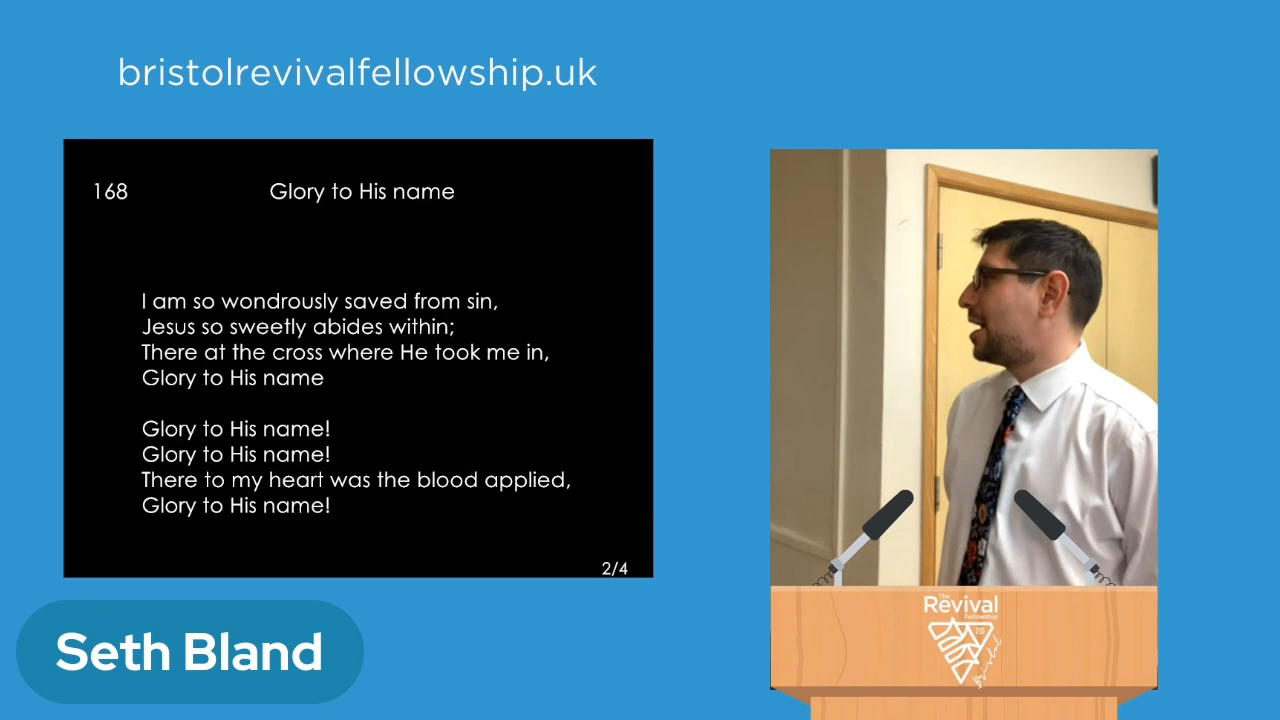 bristolrevivalfellowship.uk
168 Glory to His name
I am so wondrously saved from sin,
Jesus so sweetly abides within;
There at the cross where He took me in,
Glory to His name
Glory to His name!
Glory to His name!
There to my heart was the blood applied,
Glory to His name!
2/4
Seth Bland
The
Revival
Fellowship
Bristol